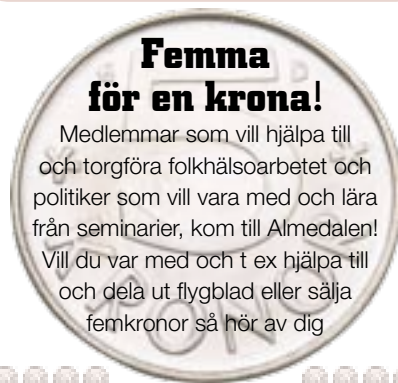 Femma
för en krona!
Medlemmar som vill hjälpa till
och torgföra folkhälsoarbetet och
politiker som vill vara med och lära
från seminarier, kom till Almedalen!
Vill du var med och t ex hjälpa till
och dela ut flygblad eller sälja
femkronor så hör av dig
5
KRONOR